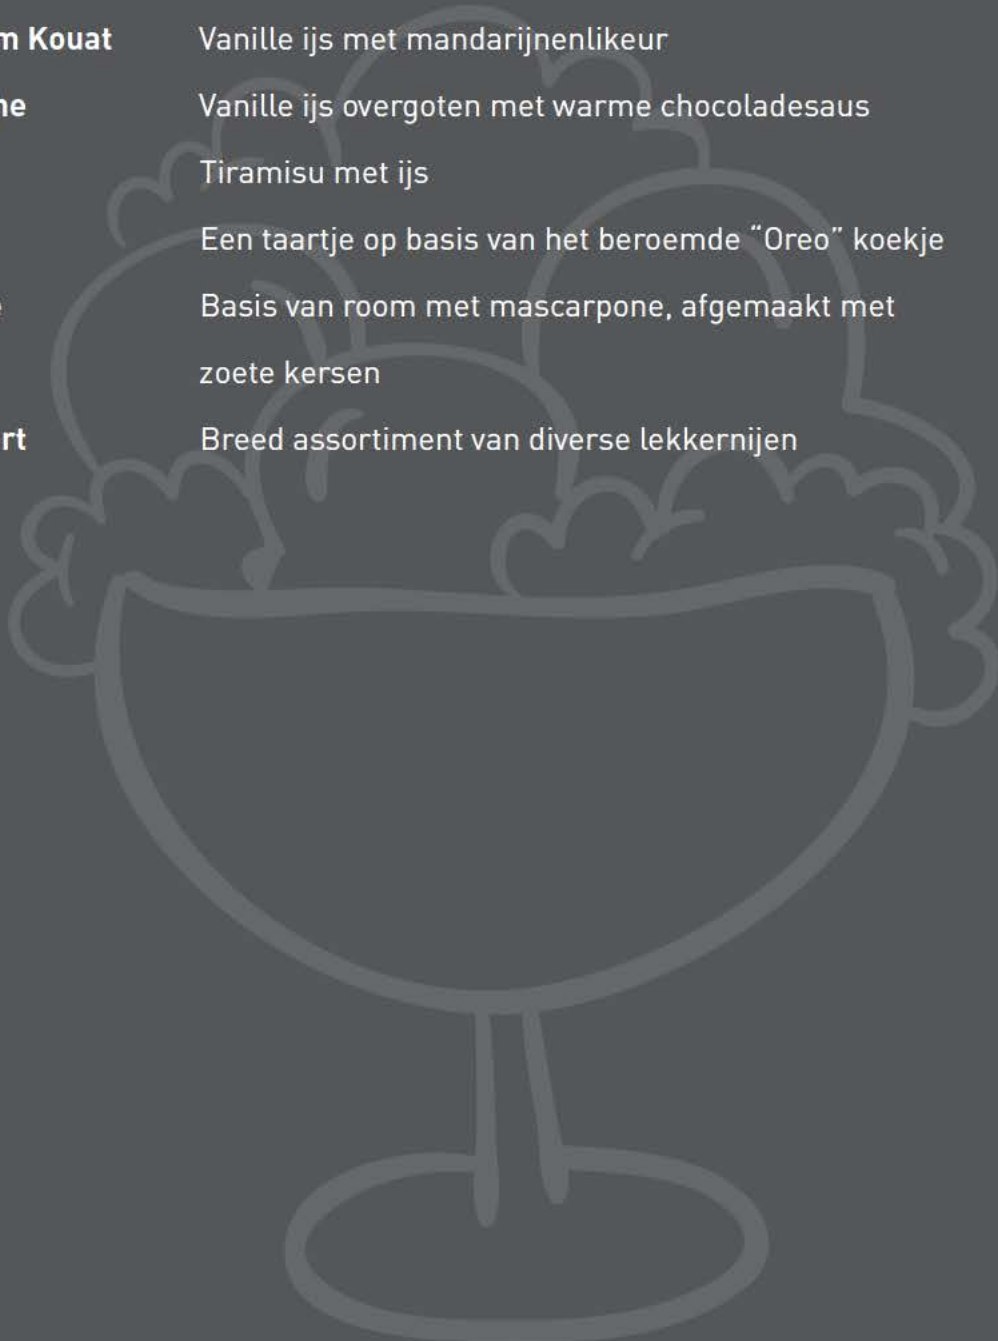 m Kouat Vanille ijs met mandarijnenlikeur
ne Vanille ijs overgoten met warme chocoladesaus
Tiramisu met ijs
Een taartje op basis van het beroemde “Oreo” koekje
Basis van room met mascarpone, afgemaakt met
zoete kersen
rt Breed assortiment van diverse lekkernijen